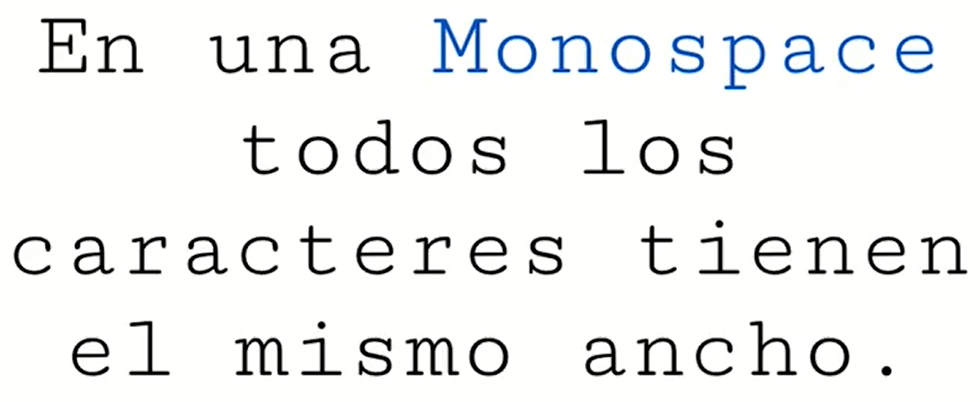 En una Monospace
todos los
caracteres tienen
el mismo ancho.